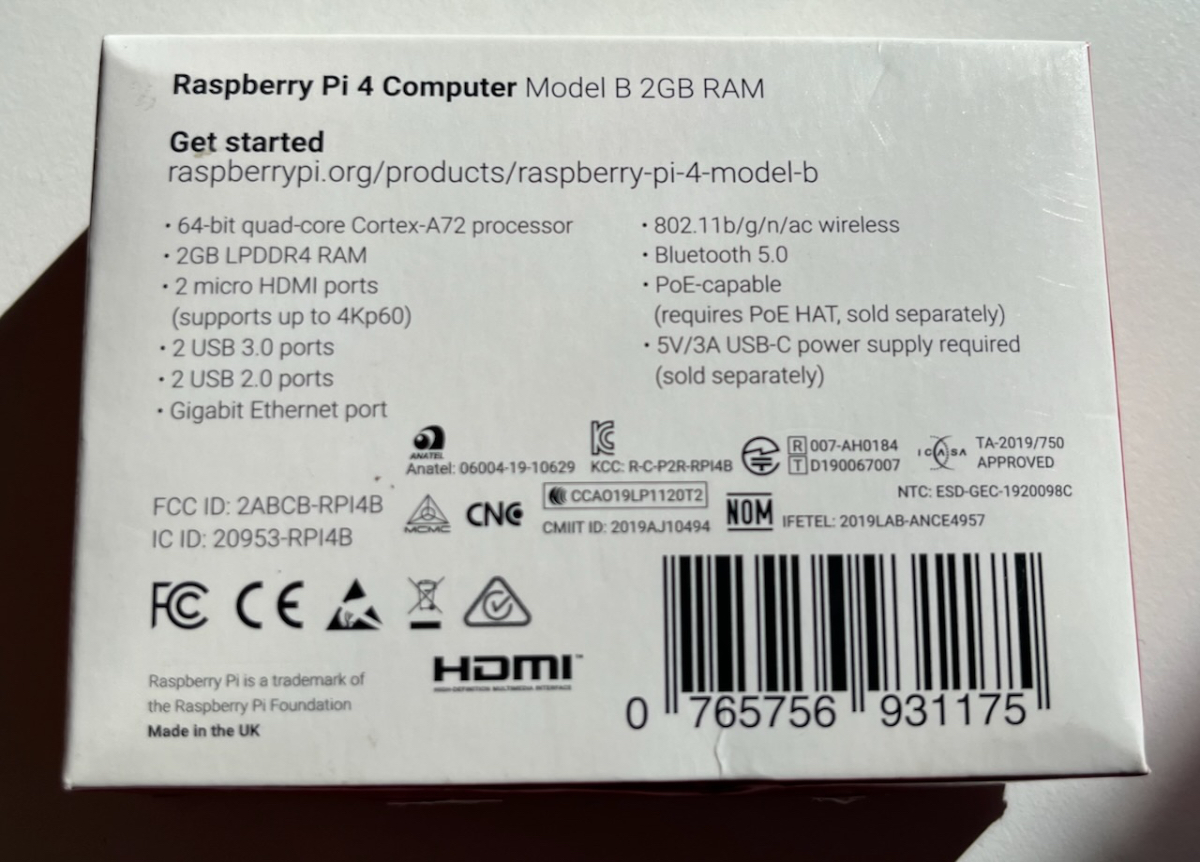 Raspberry Pi 4 Computer Model B 2GB RAM
Get started
raspberrypi.org/products/raspberry-pi-4-model-b
• 64-bit quad-core Cortex-A72 processor
• 2GB LPDDR4 RAM
• 2 micro HDMI ports
(supports up to 4Kp60)
• 2 USB 3.0 ports
• 2 USB 2.0 ports
• Gigabit Ethernet port
• 802.11b/g/n/ac wireless
• Bluetooth 5.0
• PoE-capable
(requires PoE HAT, sold separately)
• 5V/3A USB-C power supply required
(sold separately)
ANATEL
Anatel: 06004-19-10629
KCC: R-C-P2R-RPI4B
R 007-AH0184
T D190067007
ICASA
TA-2019/750
APPROVED
NTC: ESD-GEC-1920098C
FCC ID: 2ABCB-RPI4B
IC ID: 20953-RPI4B
MCMC
CNC
CCAO19LP1120T2
CMIIT ID: 2019AJ10494
NOM
IFETEL: 2019LAB-ANCE4957
FC CE
HDMI™
HIGH-DEFINITION MULTIMEDIA INTERFACE
Raspberry Pi is a trademark of
the Raspberry Pi Foundation
Made in the UK
0 765756 931175